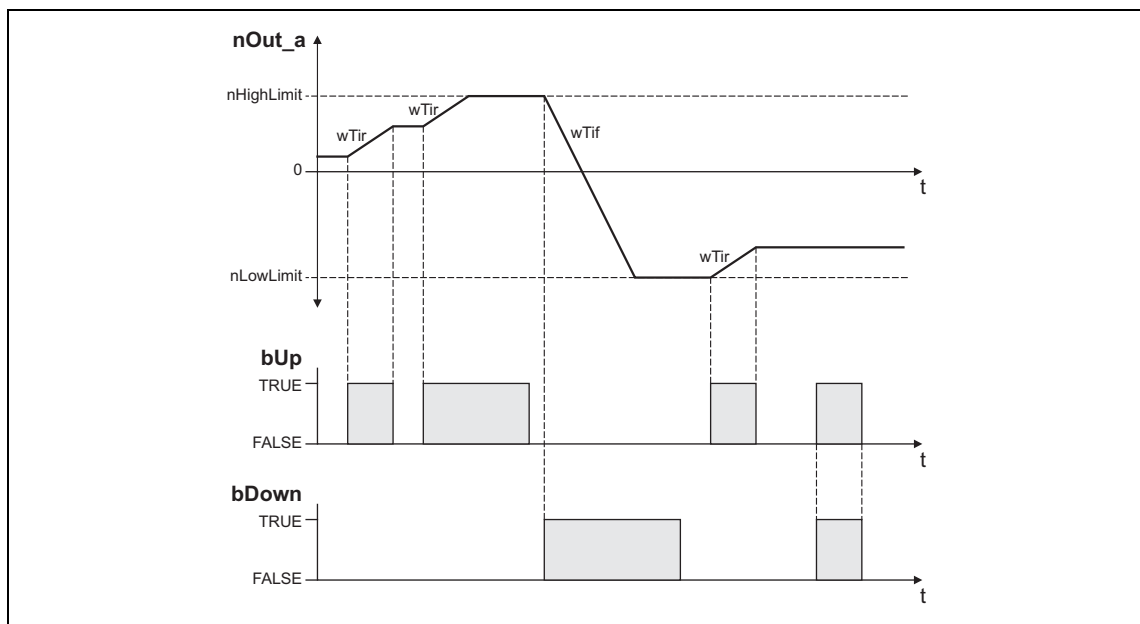 nOut_a
nHighLimit
wTir
wTir
wTif
0
t
wTir
nLowLimit
bUp
TRUE
FALSE
t
bDown
TRUE
FALSE
t